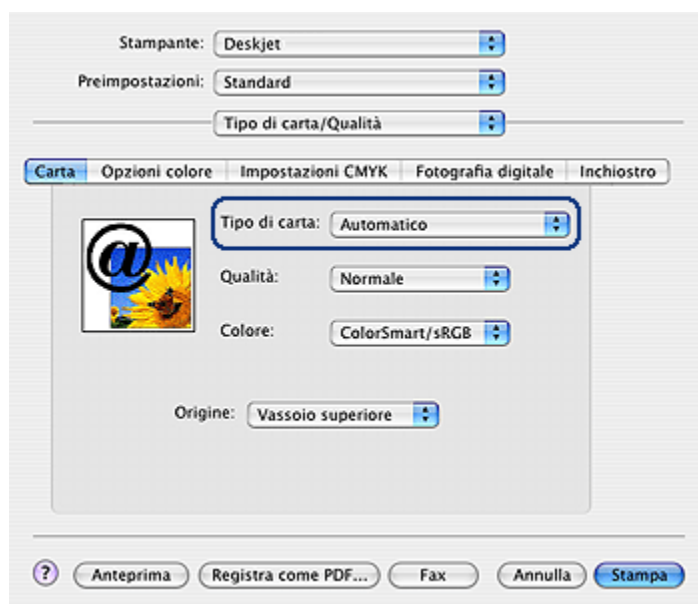 Stampante: Deskjet
Preimpostazioni: Standard
Tipo di carta/Qualità
Carta Opzioni colore Impostazioni CMYK Fotografia digitale Inchiostro
Tipo di carta: Automatico
@
Qualità: Normale
Colore: ColorSmart/sRGB
Origine: Vassoio superiore
? Anteprima Registra come PDF... Fax Annulla Stampa